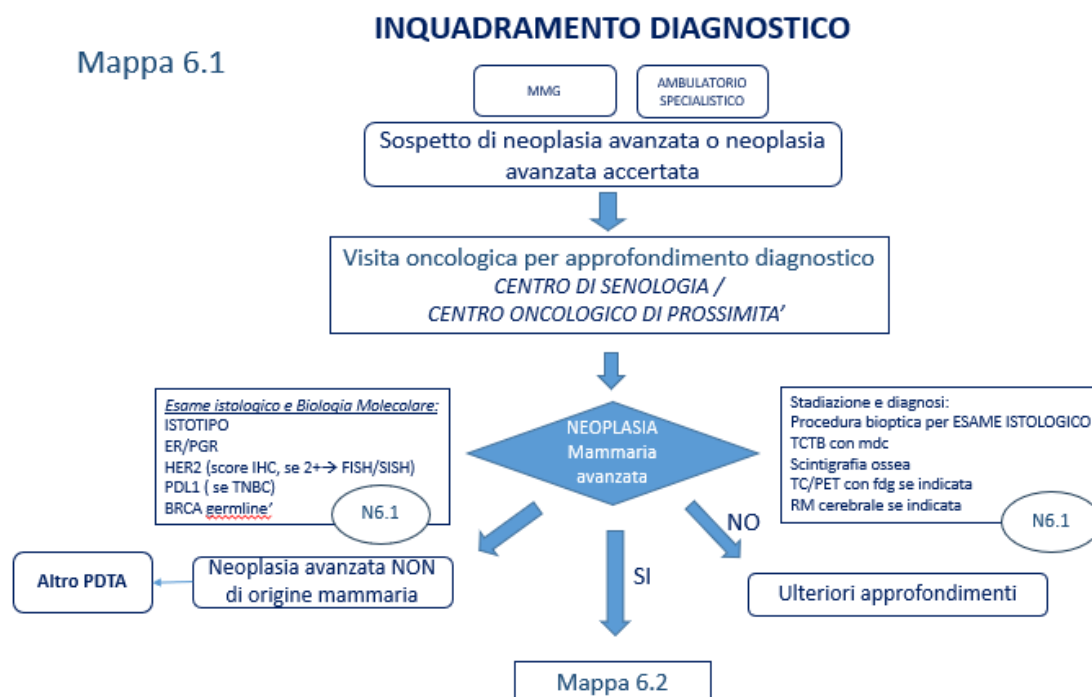 INQUADRAMENTO DIAGNOSTICO
Mappa 6.1
MMG
AMBULATORIO
SPECIALISTICO
Sospetto di neoplasia avanzata o neoplasia
avanzata accertata
Visita oncologica per approfondimento diagnostico
CENTRO DI SENOLOGIA /
CENTRO ONCOLOGICO DI PROSSIMITA’
Esame istologico e Biologia Molecolare:
ISTOTIPO
ER/PGR
HER2 (score IHC, se 2+→ FISH/SISH)
PDL1 ( se TNBC)
BRCA germline’
N6.1
NEOPLASIA
Mammaria
avanzata
Stadiazione e diagnosi:
Procedura bioptica per ESAME ISTOLOGICO
TCTB con mdc
Scintigrafia ossea
TC/PET con fdg se indicata
RM cerebrale se indicata
N6.1
NO
SI
Altro PDTA
Neoplasia avanzata NON
di origine mammaria
Ulteriori approfondimenti
Mappa 6.2